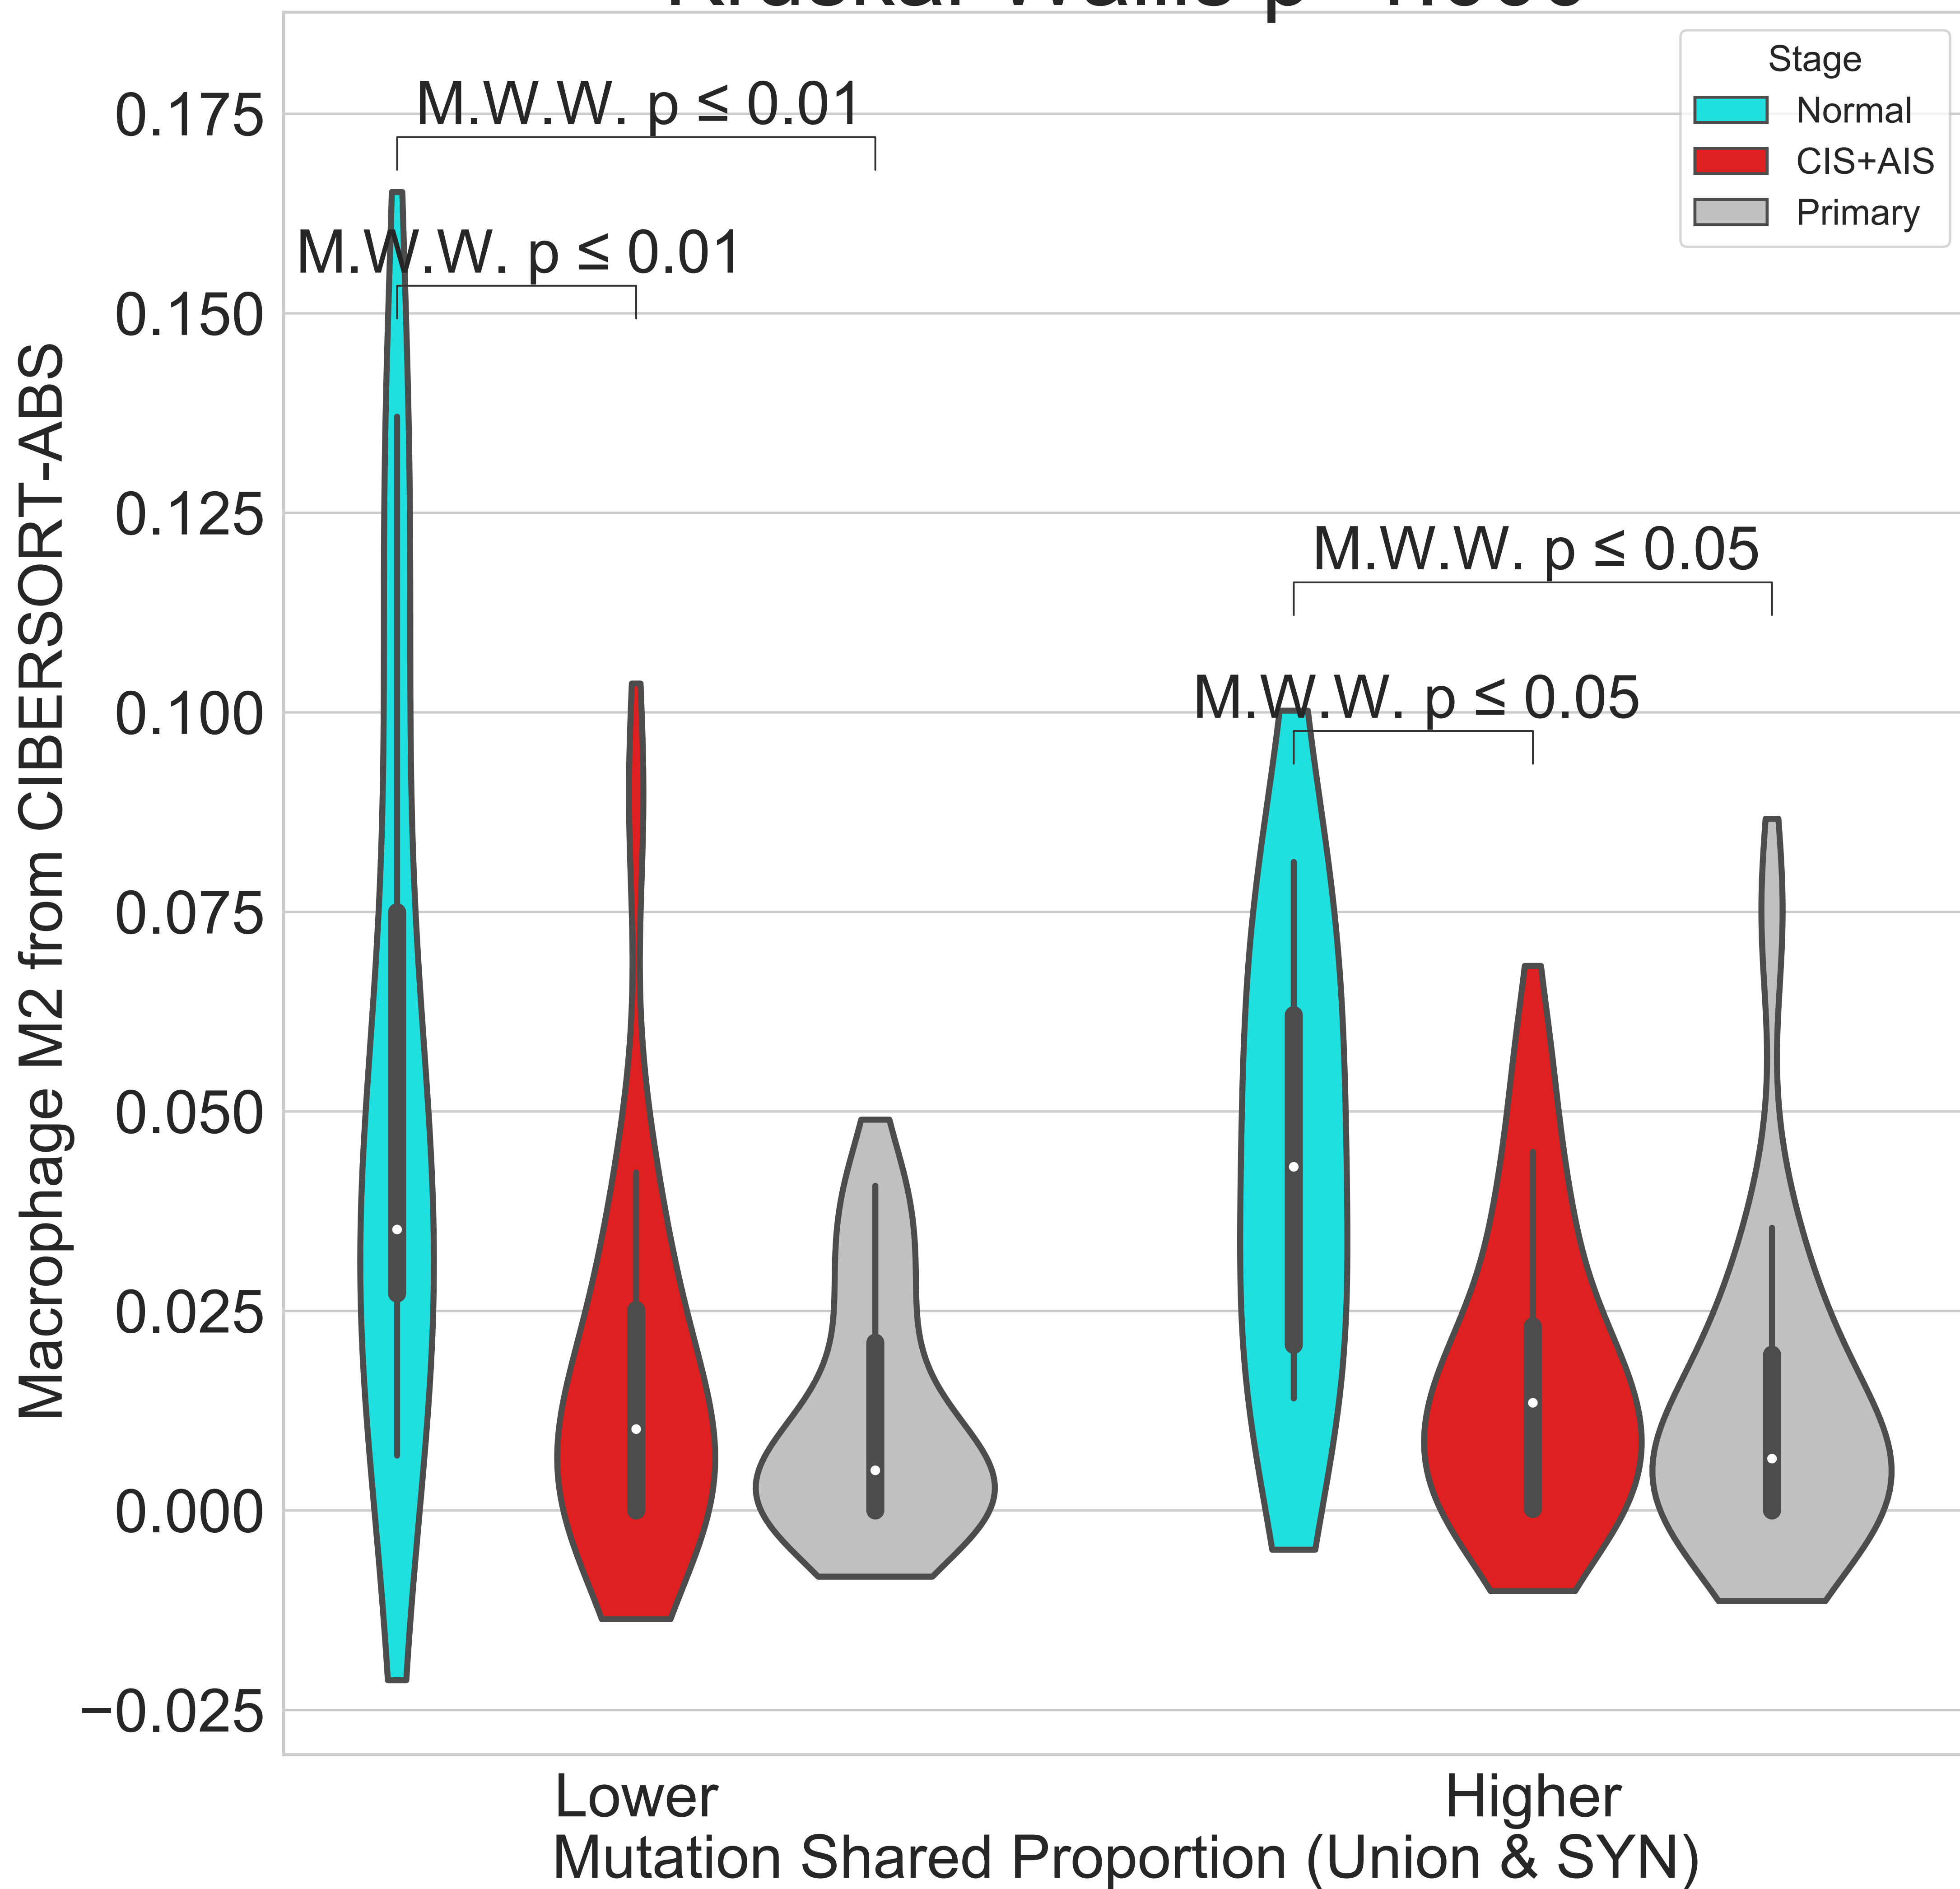 M.W.W. p ≤ 0.01
M.W.W. p ≤ 0.01
M.W.W. p ≤ 0.05
M.W.W. p ≤ 0.05
Stage
Normal
CIS+AIS
Primary
0.175
0.150
0.125
0.100
0.075
0.050
0.025
0.000
−0.025
Macrophage M2 from CIBERSORT-ABS
Lower
Higher
Mutation Shared Proportion (Union & SYN)